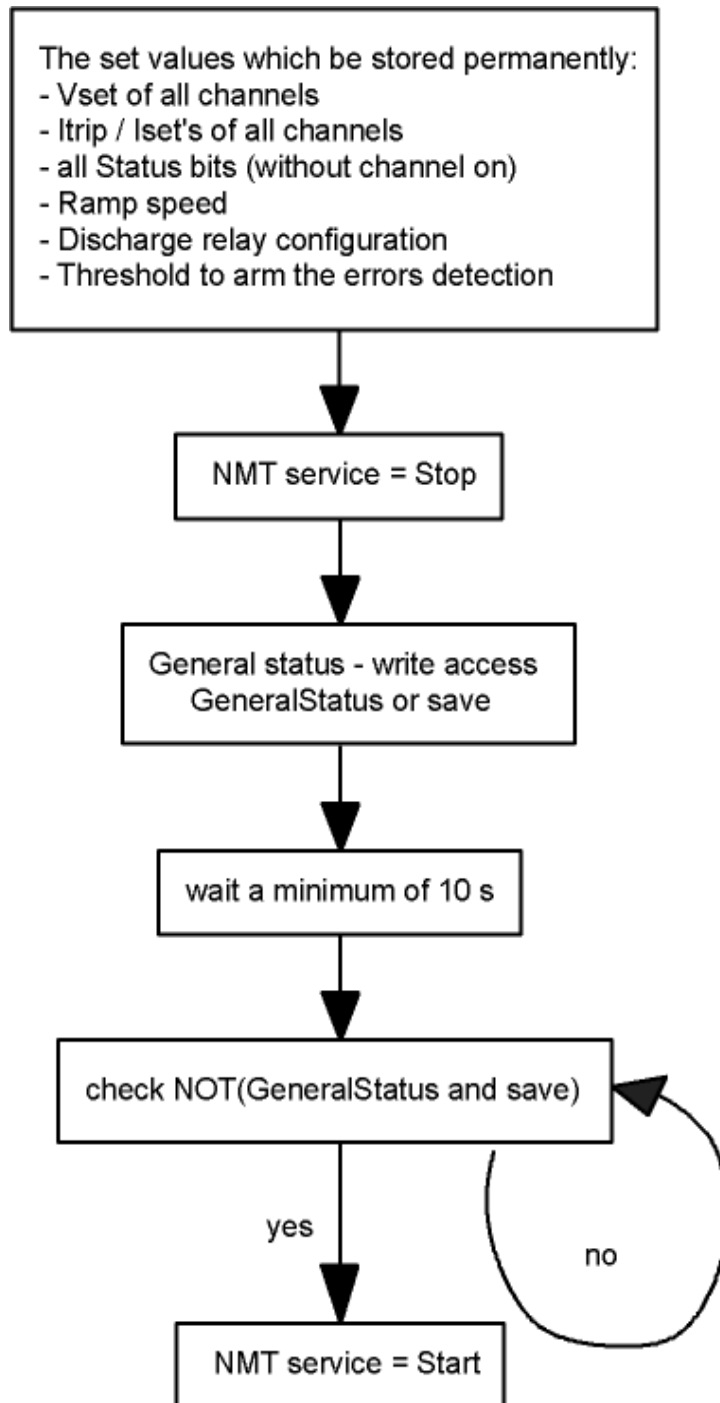 The set values which be stored permanently:
- Vset of all channels
- Itrip / Iset's of all channels
- all Status bits (without channel on)
- Ramp speed
- Discharge relay configuration
- Threshold to arm the errors detection
NMT service = Stop
General status - write access
GeneralStatus or save
wait a minimum of 10 s
check NOT(GeneralStatus and save)
yes
no
NMT service = Start